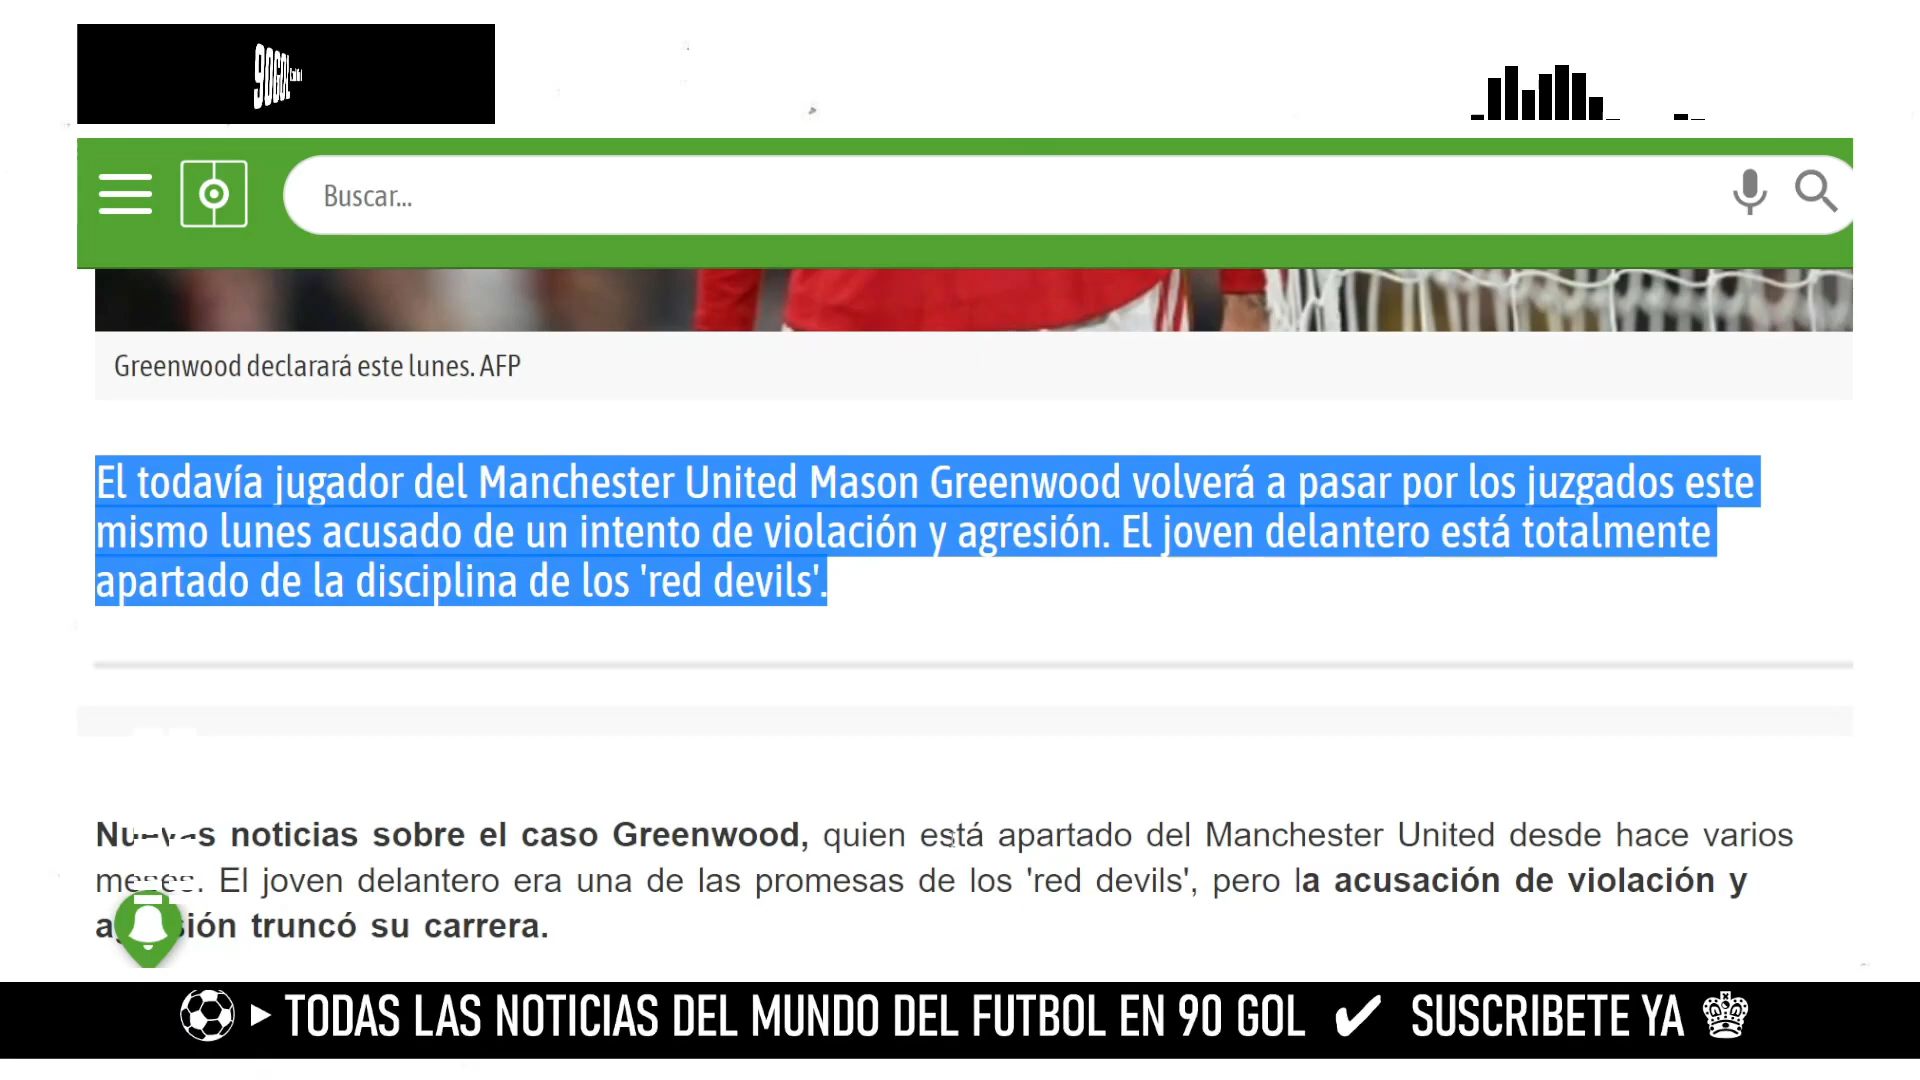 90GOL
Buscar...
Greenwood declarará este lunes. AFP
El todavía jugador del Manchester United Mason Greenwood volverá a pasar por los juzgados este
mismo lunes acusado de un intento de violación y agresión. El joven delantero está totalmente
apartado de la disciplina de los 'red devils'.
noticias sobre el caso Greenwood, quien está apartado del Manchester United desde hace varios
El joven delantero era una de las promesas de los 'red devils', pero la acusación de violación y
truncó su carrera.
TODAS LAS NOTICIAS DEL MUNDO DEL FUTBOL EN 90 GOL ✔ SUSCRIBETE YA